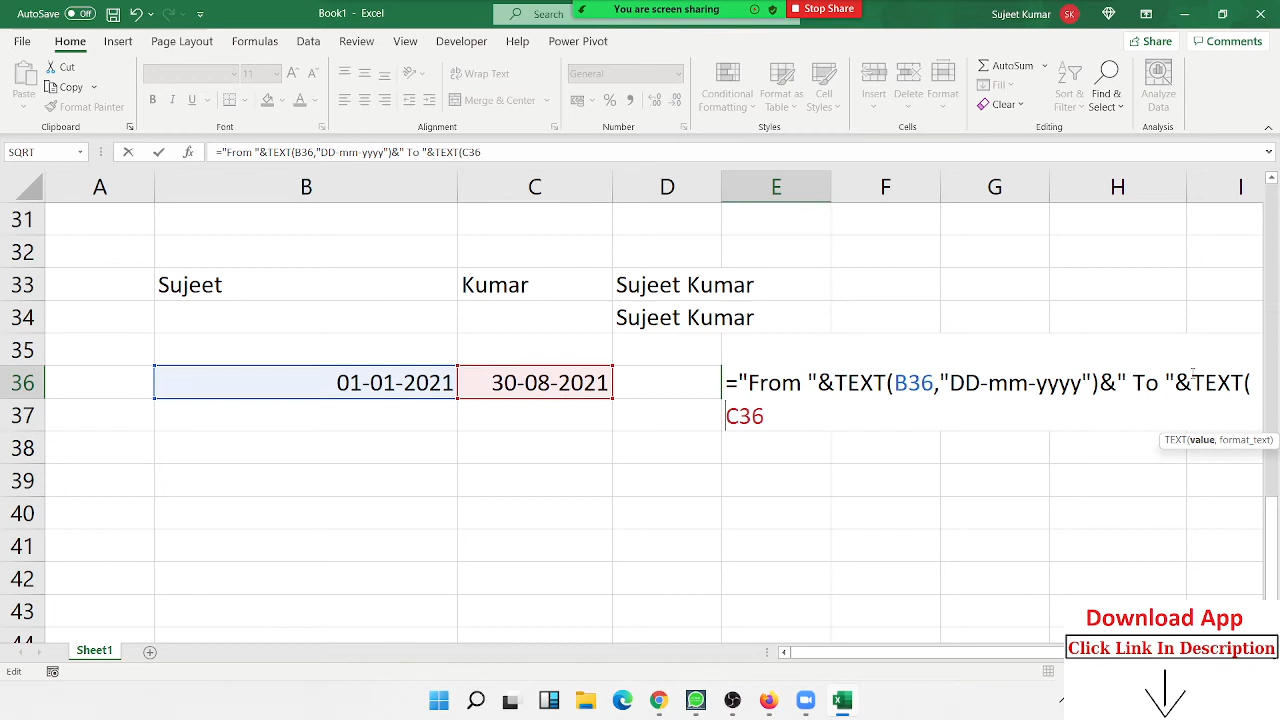 AutoSave Off Book1 - Excel Search You are screen sharing Stop Share Sujeet Kumar SK
File Home Insert Page Layout Formulas Data Review View Developer Help Power Pivot Share Comments
Paste Cut Copy Format Painter
11 Wrap Text Merge & Center General
Conditional Formatting Format as Table Cell Styles Insert Delete Format
AutoSum Fill Clear Sort & Filter Find & Select Analyze Data
Clipboard Font Alignment Number Styles Cells Editing Analysis
SQRT fx ="From "&TEXT(B36,"DD-mm-yyyy")&" To "&TEXT(C36
A B C D E F G H I
31
32
33 Sujeet Kumar Sujeet Kumar
34 Sujeet Kumar
35
36 01-01-2021 30-08-2021 ="From "&TEXT(B36,"DD-mm-yyyy")&" To "&TEXT(
37 C36
38 TEXT(value, format_text)
39
40
41
42
43
44
Download App
Click Link In Description
Sheet1
Edit